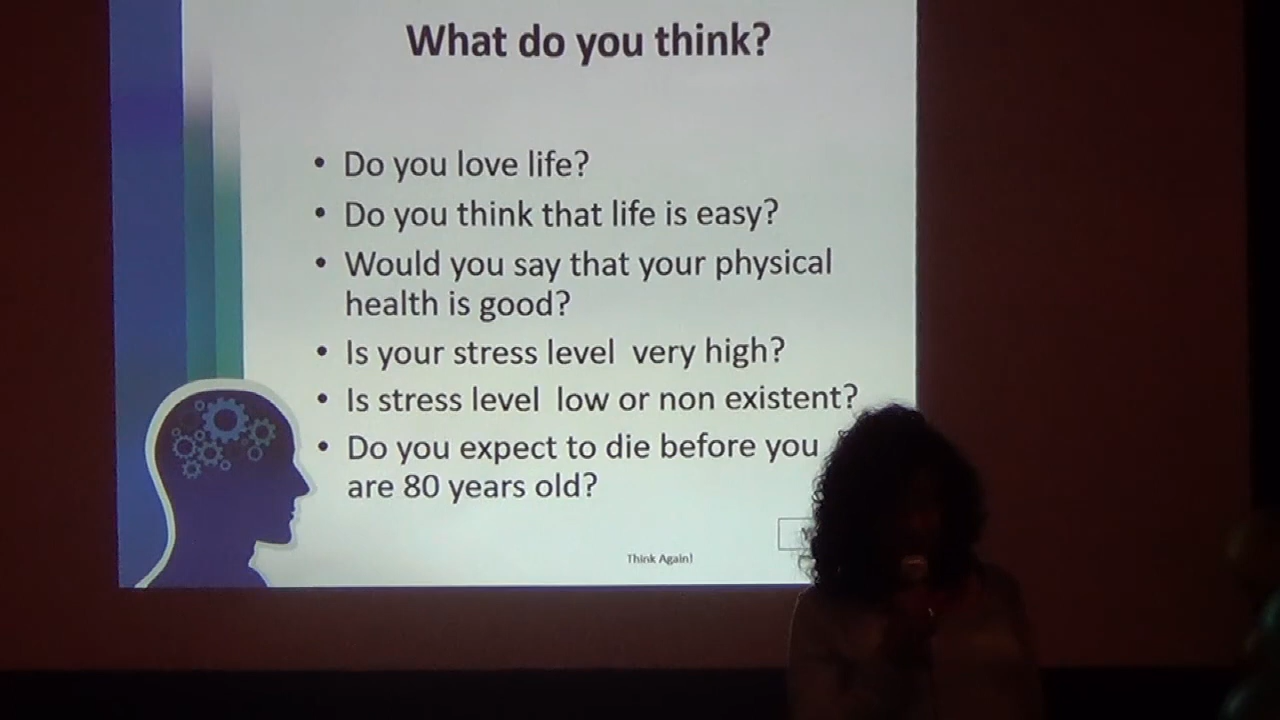 What do you think?
• Do you love life?
• Do you think that life is easy?
• Would you say that your physical
health is good?
• Is your stress level  very high?
• Is stress level  low or non existent?
• Do you expect to die before you
are 80 years old?
Think Again!